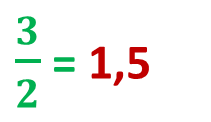 3/2 = 1,5